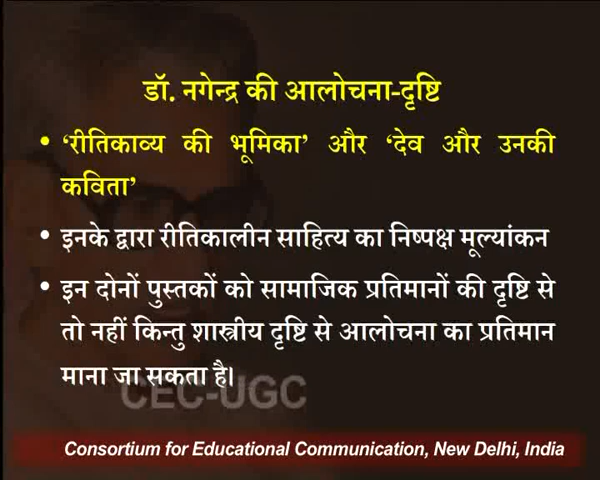 डॉ. नगेन्द्र की आलोचना-दृष्टि
• ‘रीतिकाव्य की भूमिका’ और ‘देव और उनकी
कविता’
• इनके द्वारा रीतिकालीन साहित्य का निष्पक्ष मूल्यांकन
• इन दोनों पुस्तकों को सामाजिक प्रतिमानों की दृष्टि से
तो नहीं किन्तु शास्त्रीय दृष्टि से आलोचना का प्रतिमान
माना जा सकता है।
CEC-UGC
Consortium for Educational Communication, New Delhi, India